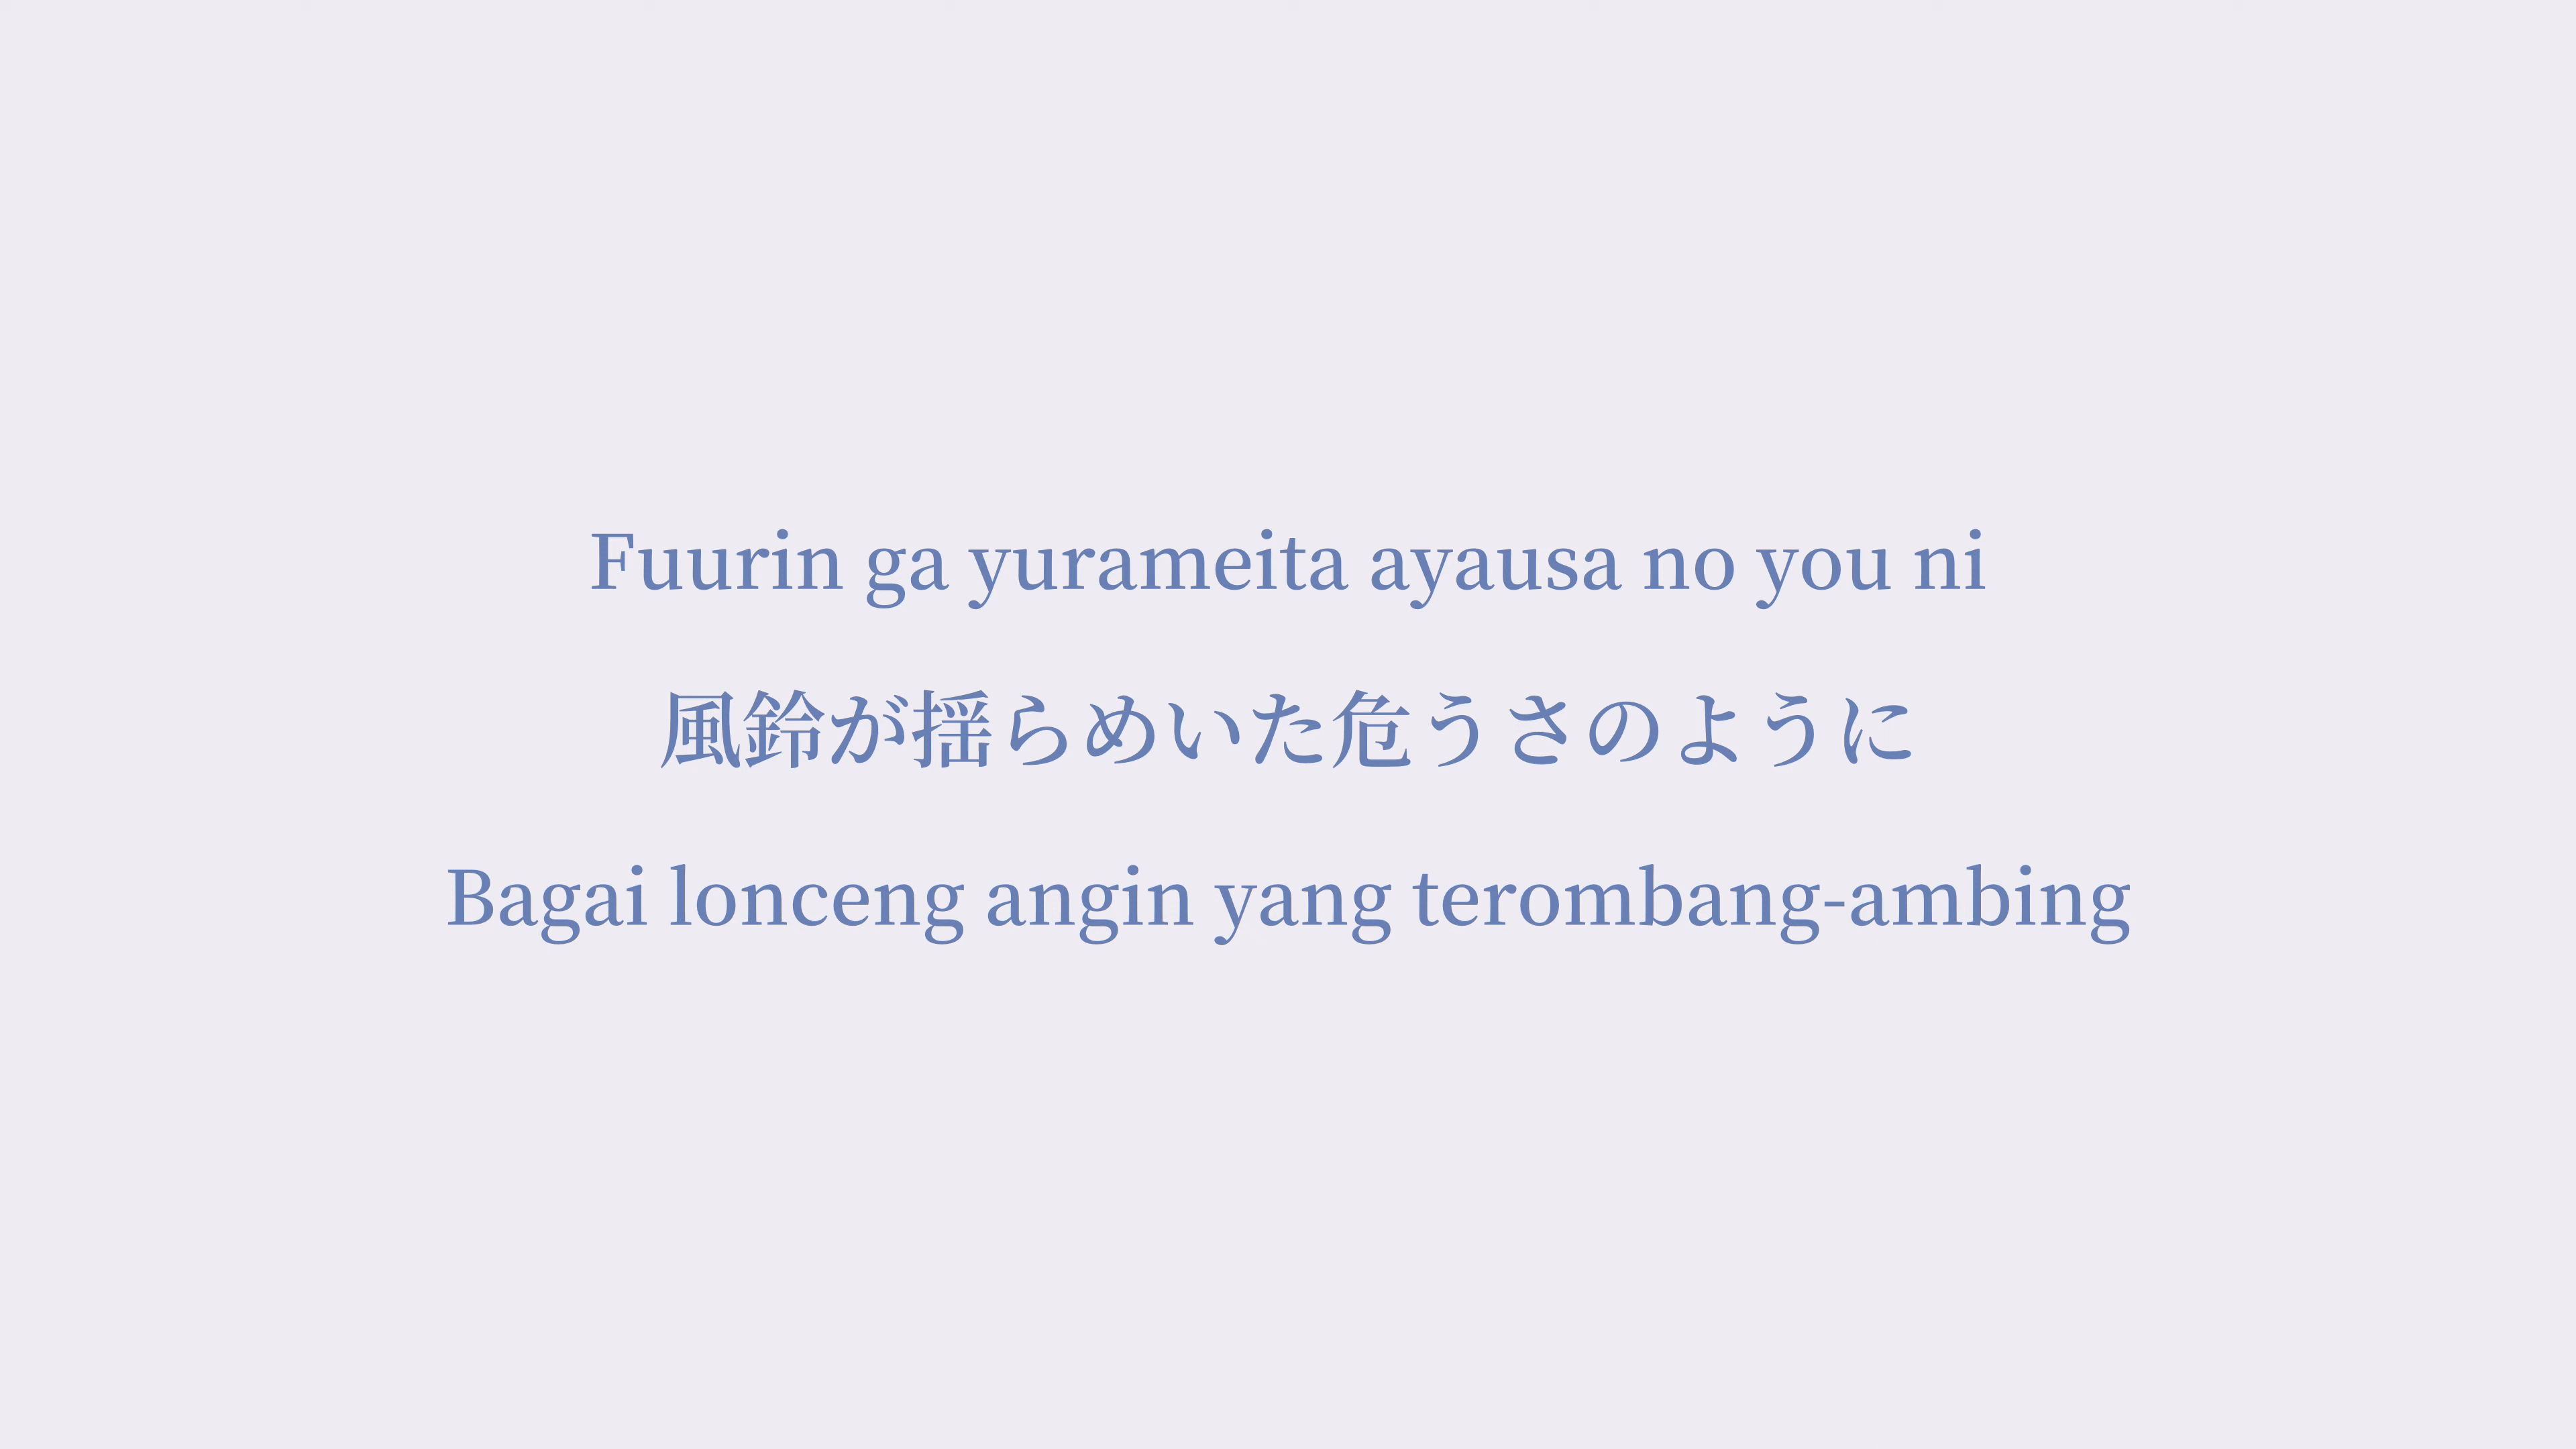 Fuurin ga yurameita ayausa no you ni
風鈴が揺らめいた危うさのように
Bagai lonceng angin yang terombang-ambing